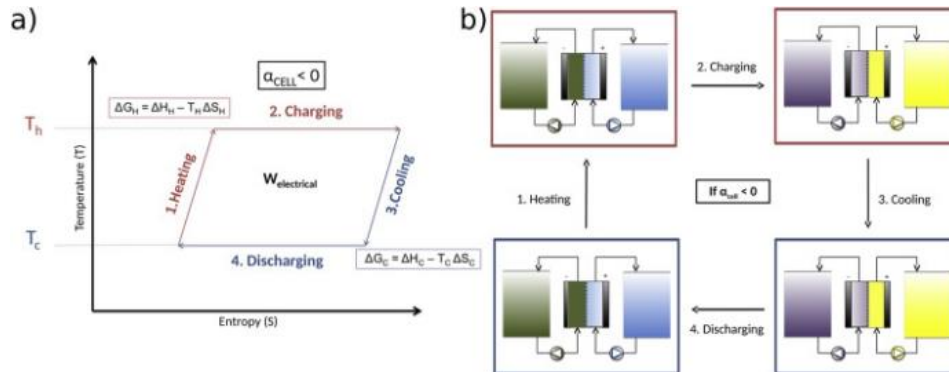 a)
α_CELL < 0
ΔG_H = ΔH_H – T_H ΔS_H
2. Charging
T_h
Temperature (T)
1.Heating
W_electrical
3.Cooling
T_c
4. Discharging
ΔG_C = ΔH_C – T_C ΔS_C
Entropy (S)
b)
- +
- +
2. Charging
1. Heating
If α_cell < 0
3. Cooling
- +
- +
4. Discharging